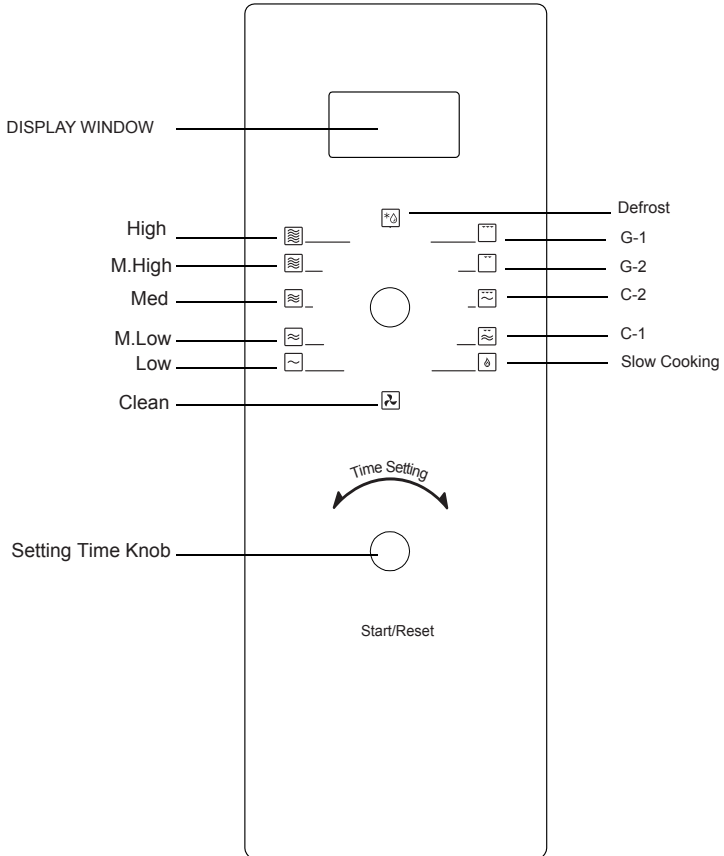 DISPLAY WINDOW
Defrost
High
G-1
M.High
G-2
Med
C-2
M.Low
C-1
Low
Slow Cooking
Clean
Time Setting
Setting Time Knob
Start/Reset